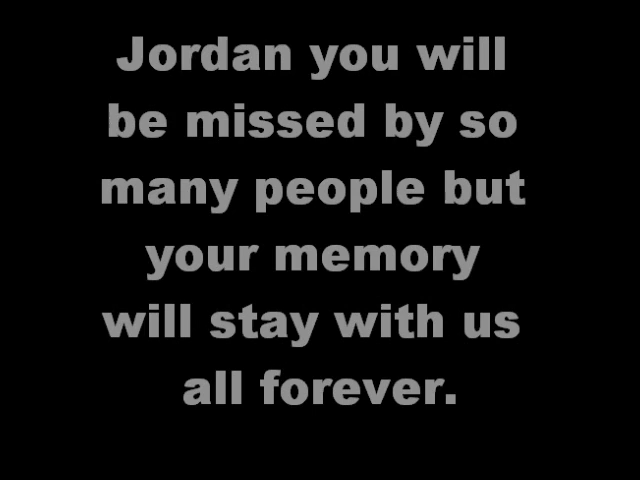 Jordan you will
be missed by so
many people but
your memory
will stay with us
all forever.